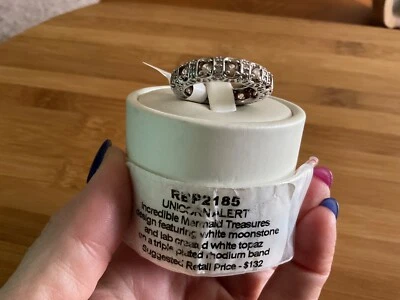 REP2185
UNICORN ALERT
Incredible Mermaid Treasures
design featuring white moonstone
and lab created white topaz
on a triple plated rhodium band
Suggested Retail Price - $132